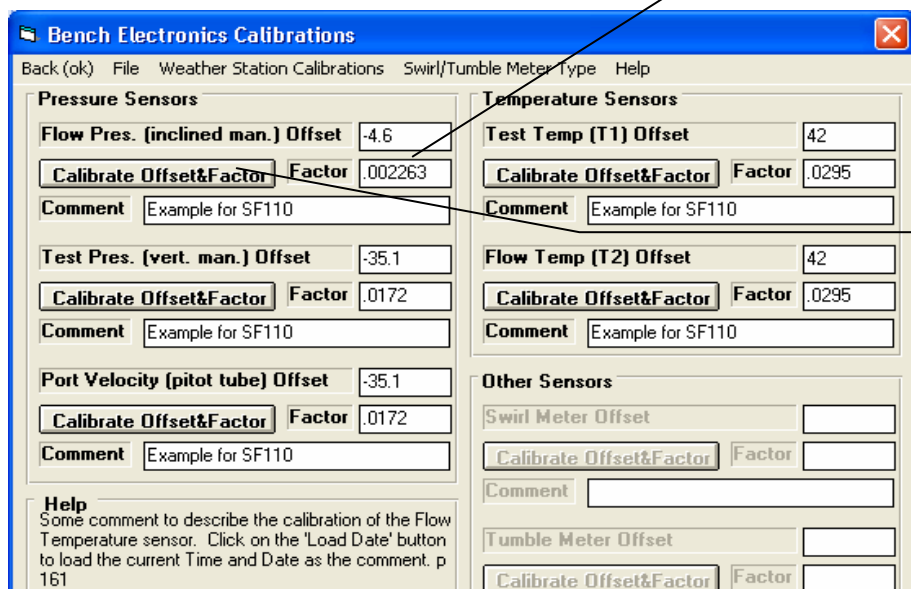 Bench Electronics Calibrations
Back (ok) File Weather Station Calibrations Swirl/Tumble Meter Type Help
Pressure Sensors
Flow Pres. (inclined man.) Offset -4.6
Calibrate Offset&Factor Factor .002263
Comment Example for SF110
Test Pres. (vert. man.) Offset -35.1
Calibrate Offset&Factor Factor .0172
Comment Example for SF110
Port Velocity (pitot tube) Offset -35.1
Calibrate Offset&Factor Factor .0172
Comment Example for SF110
Help
Some comment to describe the calibration of the Flow
Temperature sensor. Click on the 'Load Date' button
to load the current Time and Date as the comment. p
161
Temperature Sensors
Test Temp (T1) Offset 42
Calibrate Offset&Factor Factor .0295
Comment Example for SF110
Flow Temp (T2) Offset 42
Calibrate Offset&Factor Factor .0295
Comment Example for SF110
Other Sensors
Swirl Meter Offset
Calibrate Offset&Factor Factor
Comment
Tumble Meter Offset
Calibrate Offset&Factor Factor